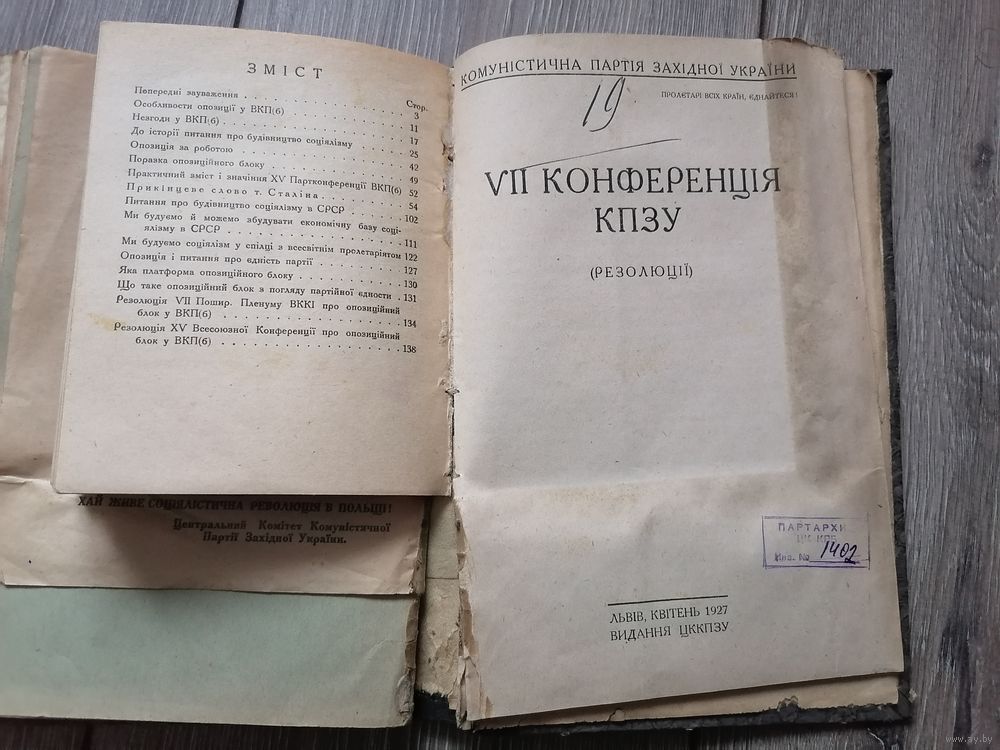 ЗМІСТ
Стор.
Попередні зауваження . . . . . . . . . . . . 3
Особливости опозиції у ВКП(б) . . . . . . . . 11
Незгоди у ВКП(б) . . . . . . . . . . . . . 17
До історії питання про будівництво соціялізму . . . . . 25
Опозиція за роботою . . . . . . . . . . . . 42
Поразка опозиційного блоку . . . . . . . . . 49
Практичний зміст і значіння XV Партконференції ВКП(б) 52
Прикінцеве слово т. Сталіна . . . . . . . . . 54
Питання про будівництво соціялізму в СРСР . . . . . 102
Ми будуємо й можемо збудувати економічну базу соці-
ялізму в СРСР . . . . . . . . . . . . 111
Ми будуємо соціялізм у спілці з всесвітнім пролетаріятом 122
Опозиція і питання про єдність партії . . . . . . 127
Яка платформа опозиційного блоку . . . . . . . 130
Що таке опозиційний блок з погляду партійної єдности . 131
Резолюція VII Пошир. Пленуму ВККІ про опозиційний
блок у ВКП(б) . . . . . . . . . . . . 134
Резолюція XV Всесоюзної Конференції про опозиційний
блок у ВКП(б) . . . . . . . . . . . . 138
ХАЙ ЖИВЕ СОЦІЯЛІСТИЧНА РЕВОЛЮЦІЯ В ПОЛЬЩІ!
Центральний Комітет Комуністичної
Партії Західної України.
КОМУНІСТИЧНА ПАРТІЯ ЗАХІДНОЇ УКРАЇНИ
ПРОЛЕТАРІ ВСІХ КРАЇН, ЄДНАЙТЕСЯ!
19
VII КОНФЕРЕНЦІЯ
КПЗУ
(РЕЗОЛЮЦІЇ)
ПАРТАРХИ
ЦК КПБ
Инв. № 1402
ЛЬВІВ, КВІТЕНЬ 1927
ВИДАННЯ ЦККПЗУ
www.ay.by